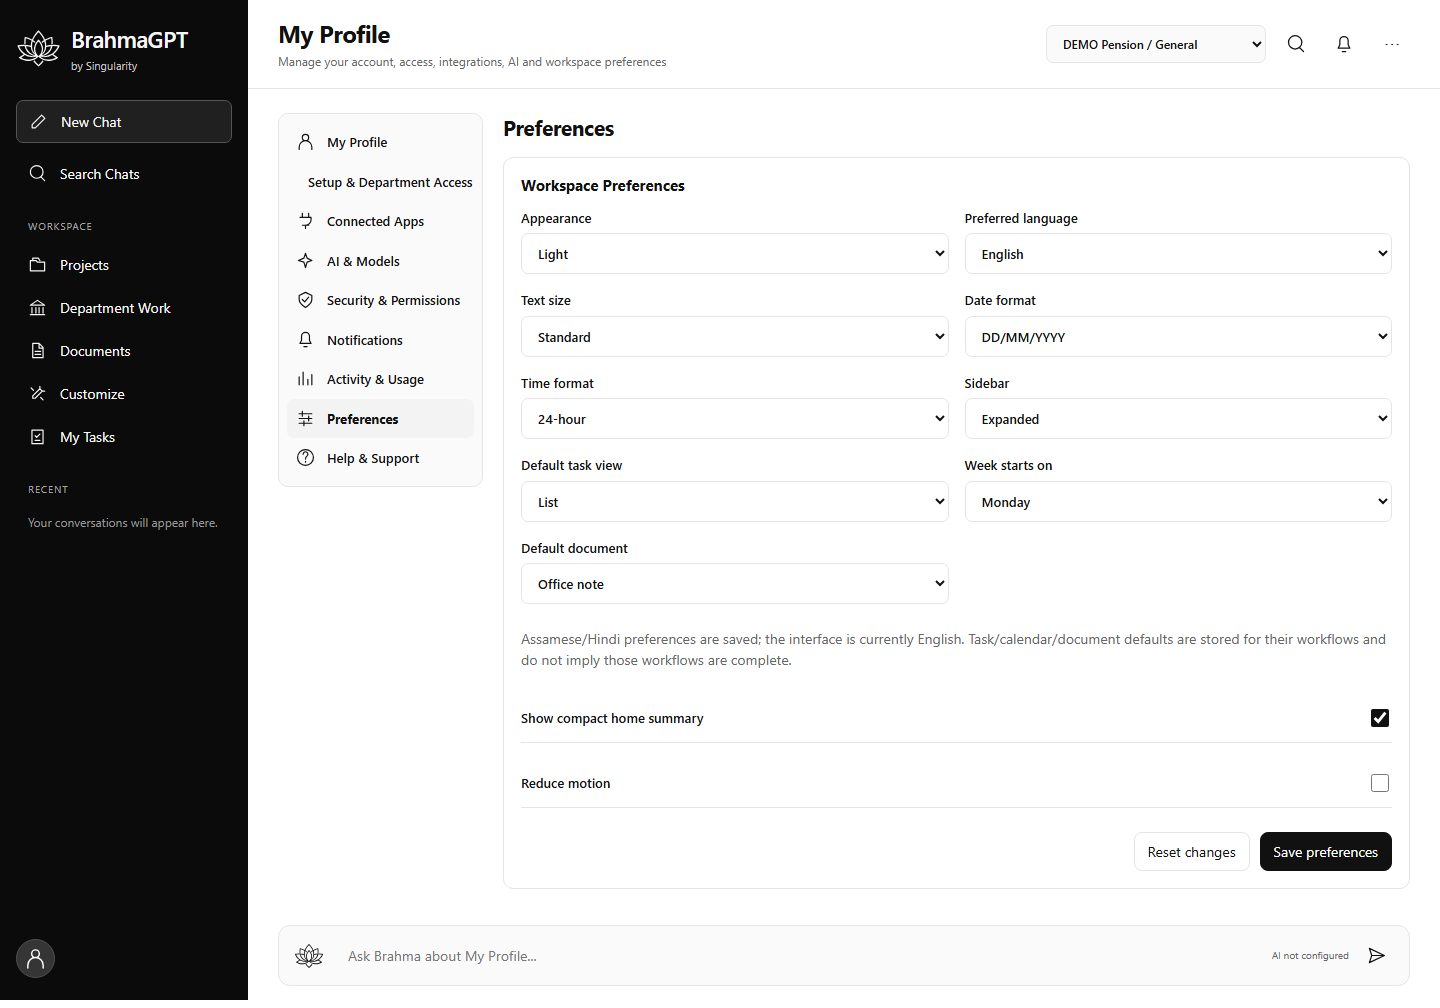 BrahmaGPT
by Singularity
New Chat
Search Chats
WORKSPACE
Projects
Department Work
Documents
Customize
My Tasks
RECENT
Your conversations will appear here.
My Profile
Manage your account, access, integrations, AI and workspace preferences
DEMO Pension / General
My Profile
Setup & Department Access
Connected Apps
AI & Models
Security & Permissions
Notifications
Activity & Usage
Preferences
Help & Support
Preferences
Workspace Preferences
Appearance
Light
Preferred language
English
Text size
Standard
Date format
DD/MM/YYYY
Time format
24-hour
Sidebar
Expanded
Default task view
List
Week starts on
Monday
Default document
Office note
Assamese/Hindi preferences are saved; the interface is currently English. Task/calendar/document defaults are stored for their workflows and
do not imply those workflows are complete.
Show compact home summary
Reduce motion
Reset changes
Save preferences
Ask Brahma about My Profile...
AI not configured